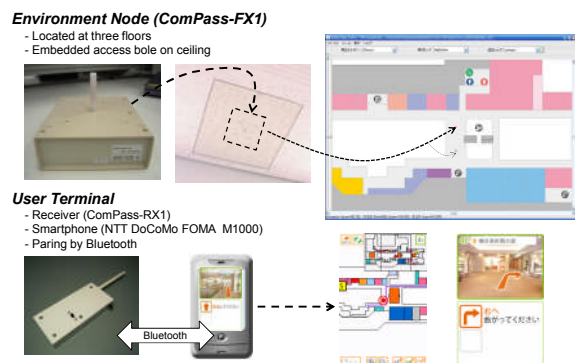 Environment Node (ComPass-FX1)
- Located at three floors
- Embedded access bole on ceiling
User Terminal
- Receiver (ComPass-RX1)
- Smartphone (NTT DoCoMo FOMA M1000)
- Paring by Bluetooth
Bluetooth
右へ
曲がってください